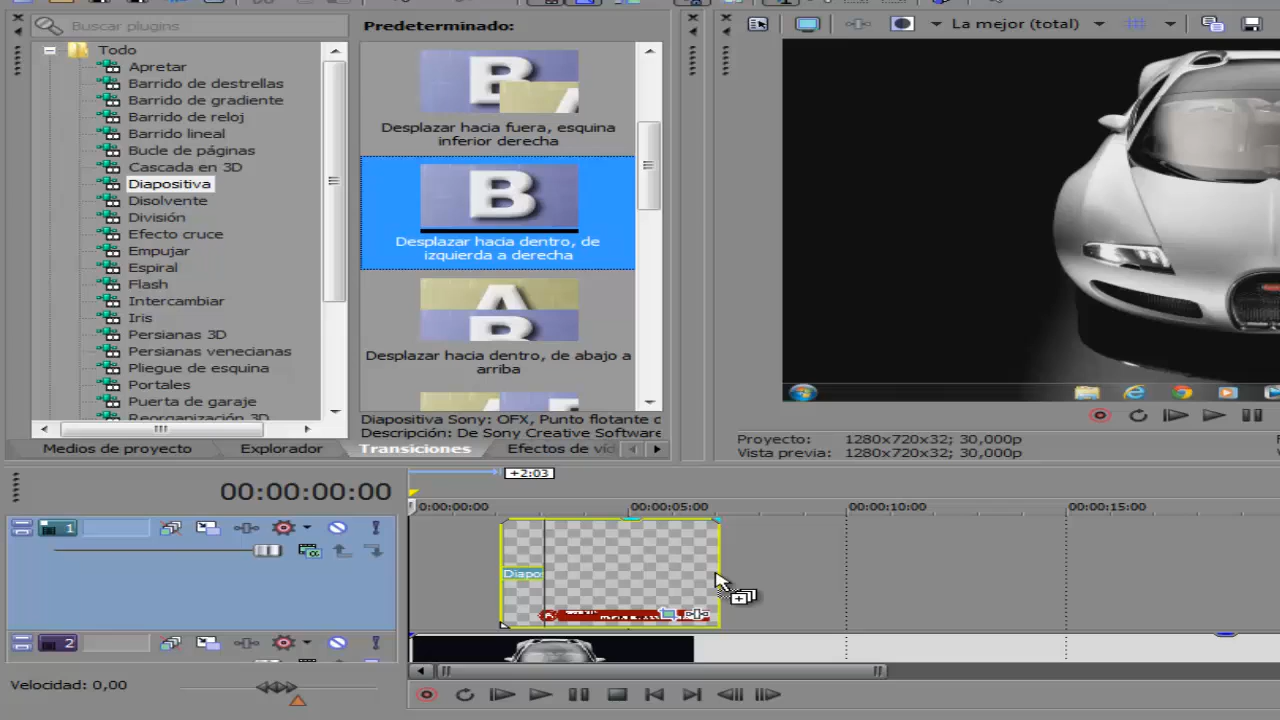 Buscar plugins
Todo
Apretar
Barrido de destrellas
Barrido de gradiente
Barrido de reloj
Barrido lineal
Bucle de páginas
Cascada en 3D
Diapositiva
Disolvente
División
Efecto cruce
Empujar
Espiral
Flash
Intercambiar
Iris
Persianas 3D
Persianas venecianas
Pliegue de esquina
Portales
Puerta de garaje
Reorganización 3D
Medios de proyecto
Explorador
Transiciones
Efectos de víd
Predeterminado:
B
Desplazar hacia fuera, esquina
inferior derecha
B
Desplazar hacia dentro, de
izquierda a derecha
A
B
Desplazar hacia dentro, de abajo a
arriba
Diapositiva Sony: OFX, Punto flotante d
Descripción: De Sony Creative Software
La mejor (total)
Proyecto: 1280x720x32; 30,000p
Vista previa: 1280x720x32; 30,000p
+2:03
00:00:00:00
0:00:00:00
00:00:05:00
00:00:10:00
00:00:15:00
1
Diapos
2
Velocidad: 0,00